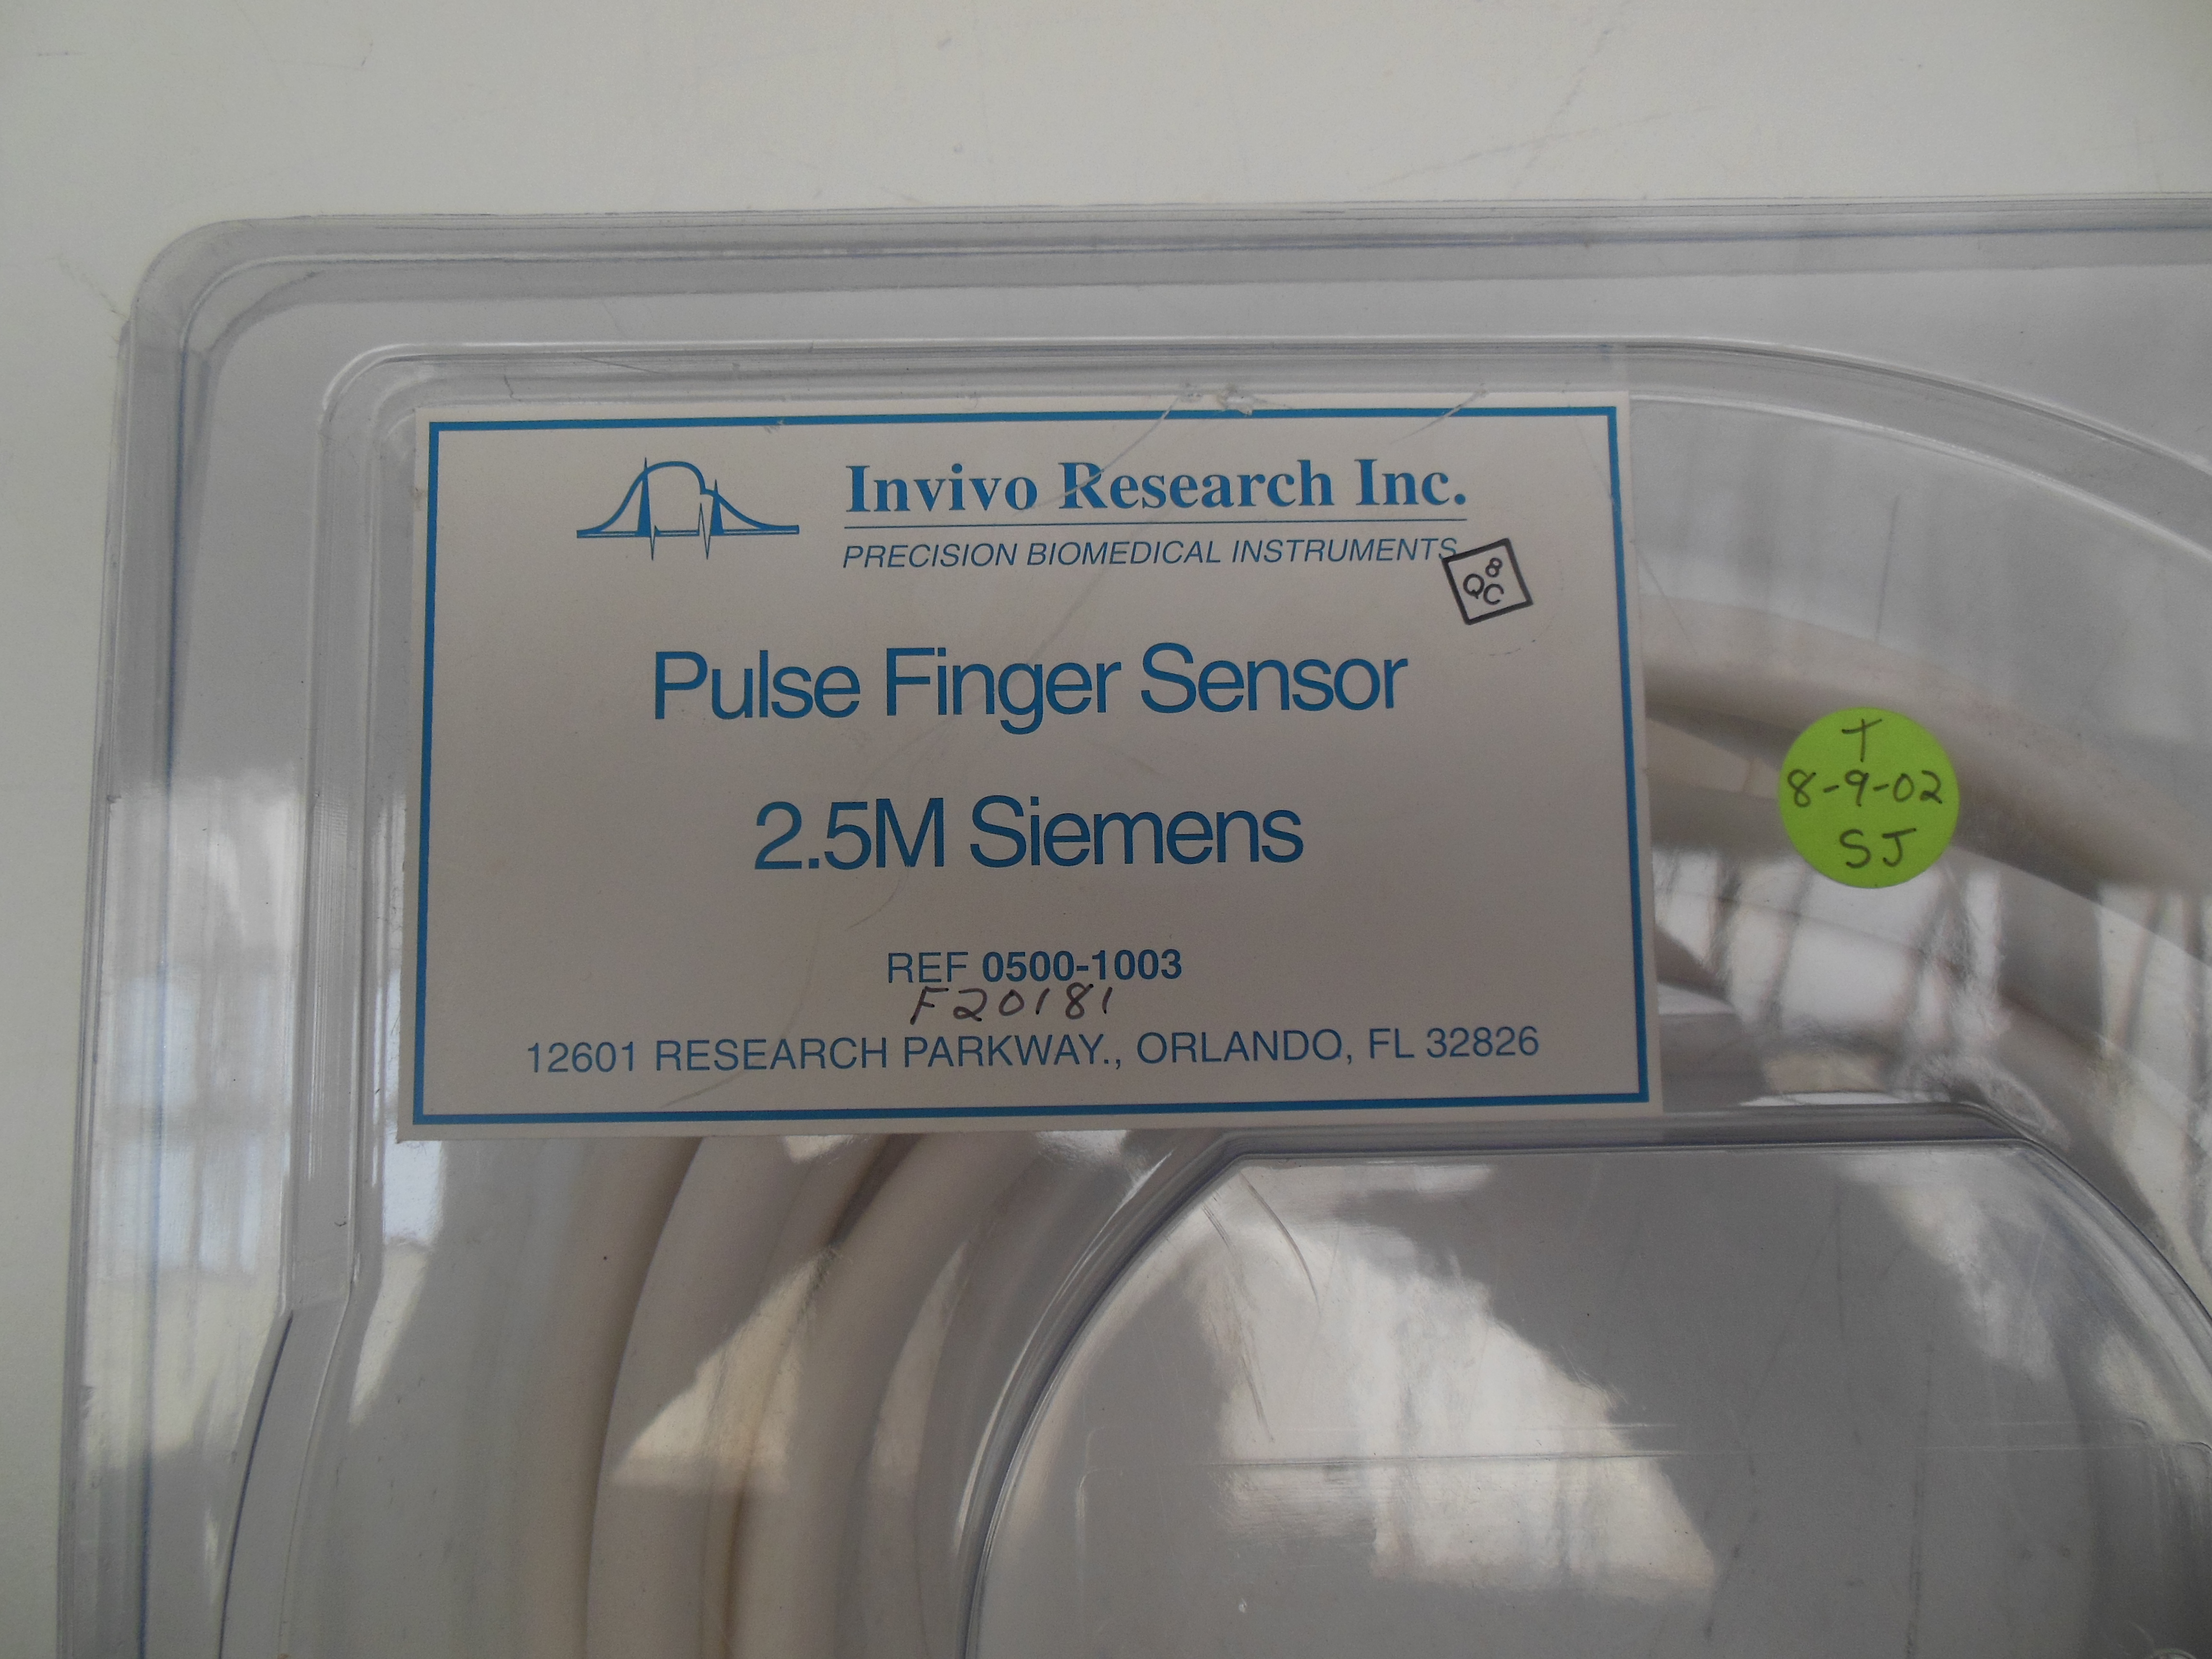 Invivo Research Inc.
PRECISION BIOMEDICAL INSTRUMENTS
8
QC
Pulse Finger Sensor
2.5M Siemens
REF 0500-1003
F20181
12601 RESEARCH PARKWAY., ORLANDO, FL 32826
T
8-9-02
SJ